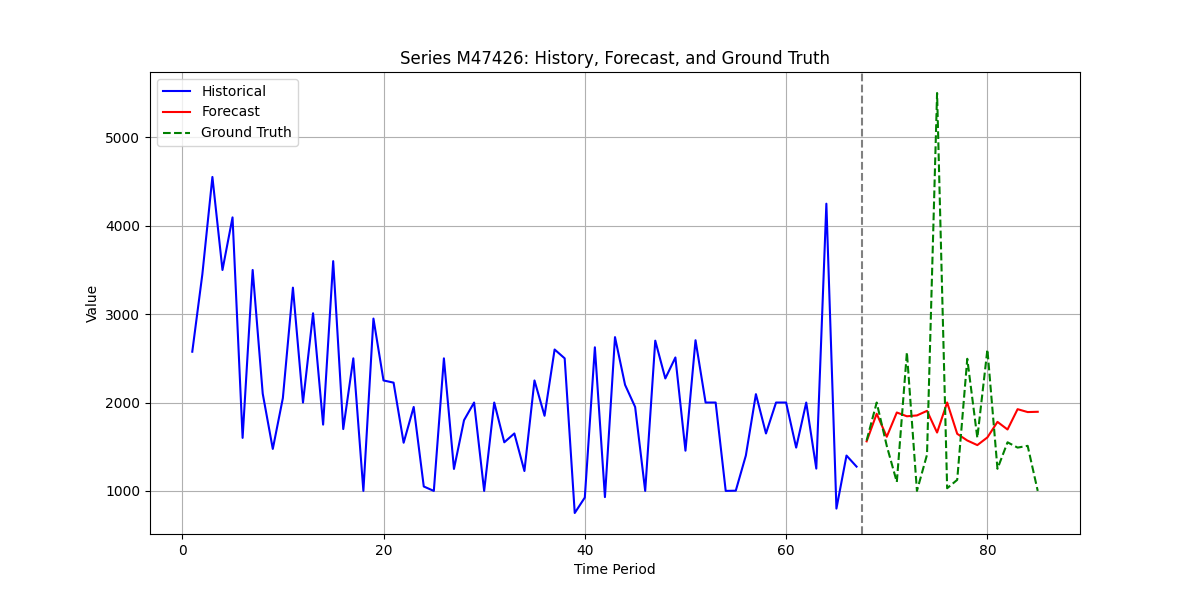 Series M47426: History, Forecast, and Ground Truth
Historical
Forecast
Ground Truth
5000
4000
3000
2000
1000
Value
0 20 40 60 80
Time Period